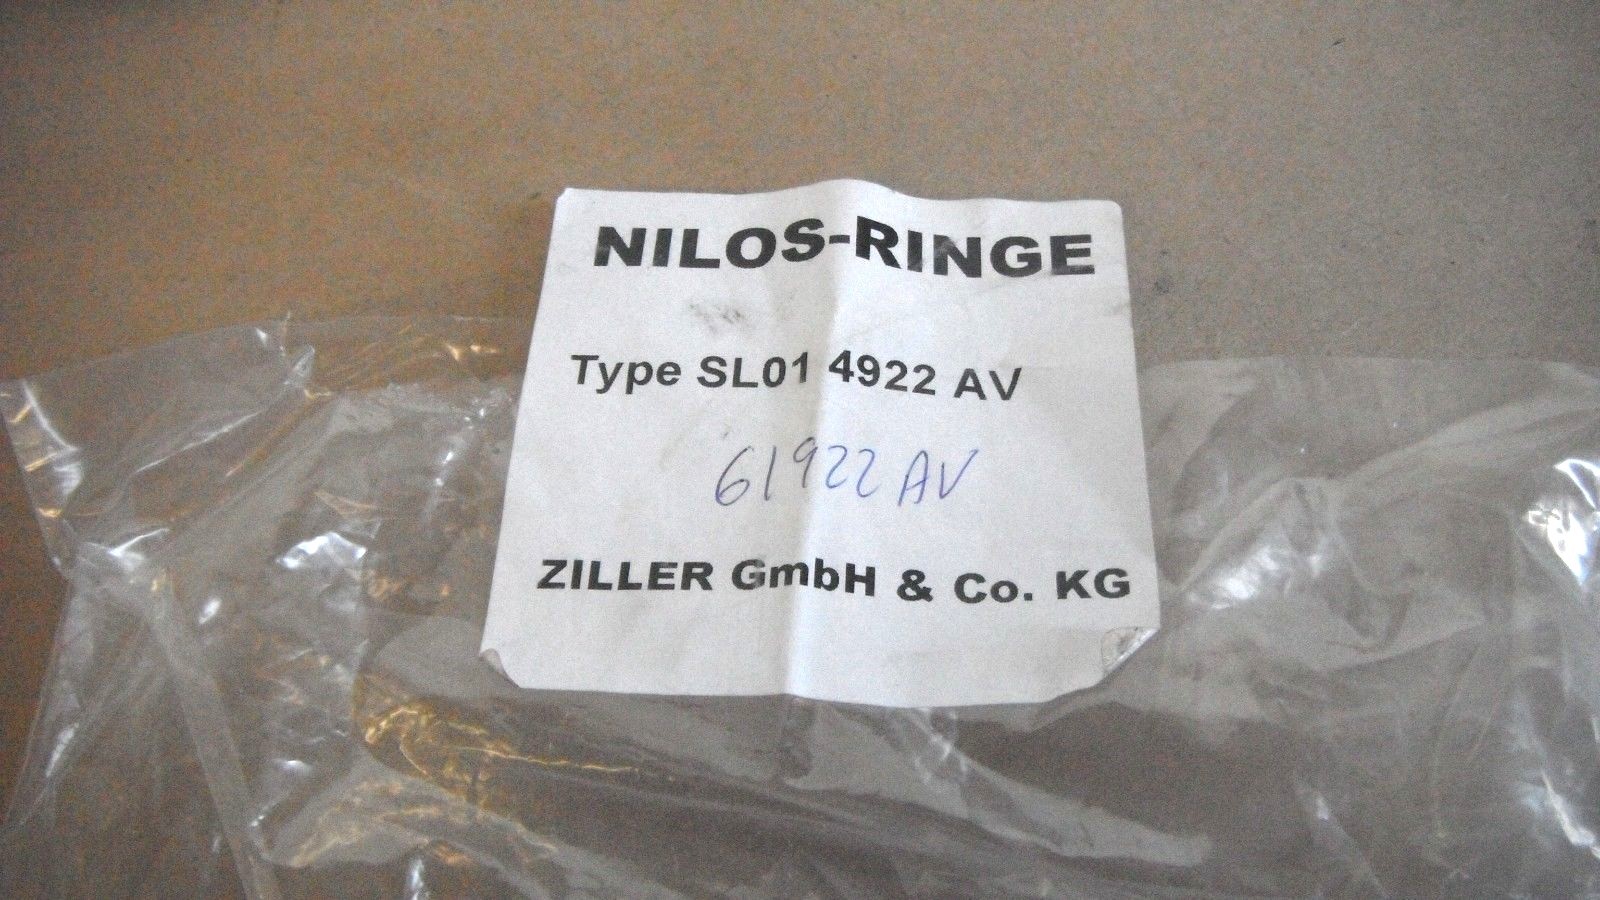 NILOS-RINGE
Type SL01 4922 AV
61922 AV
ZILLER GmbH & Co. KG